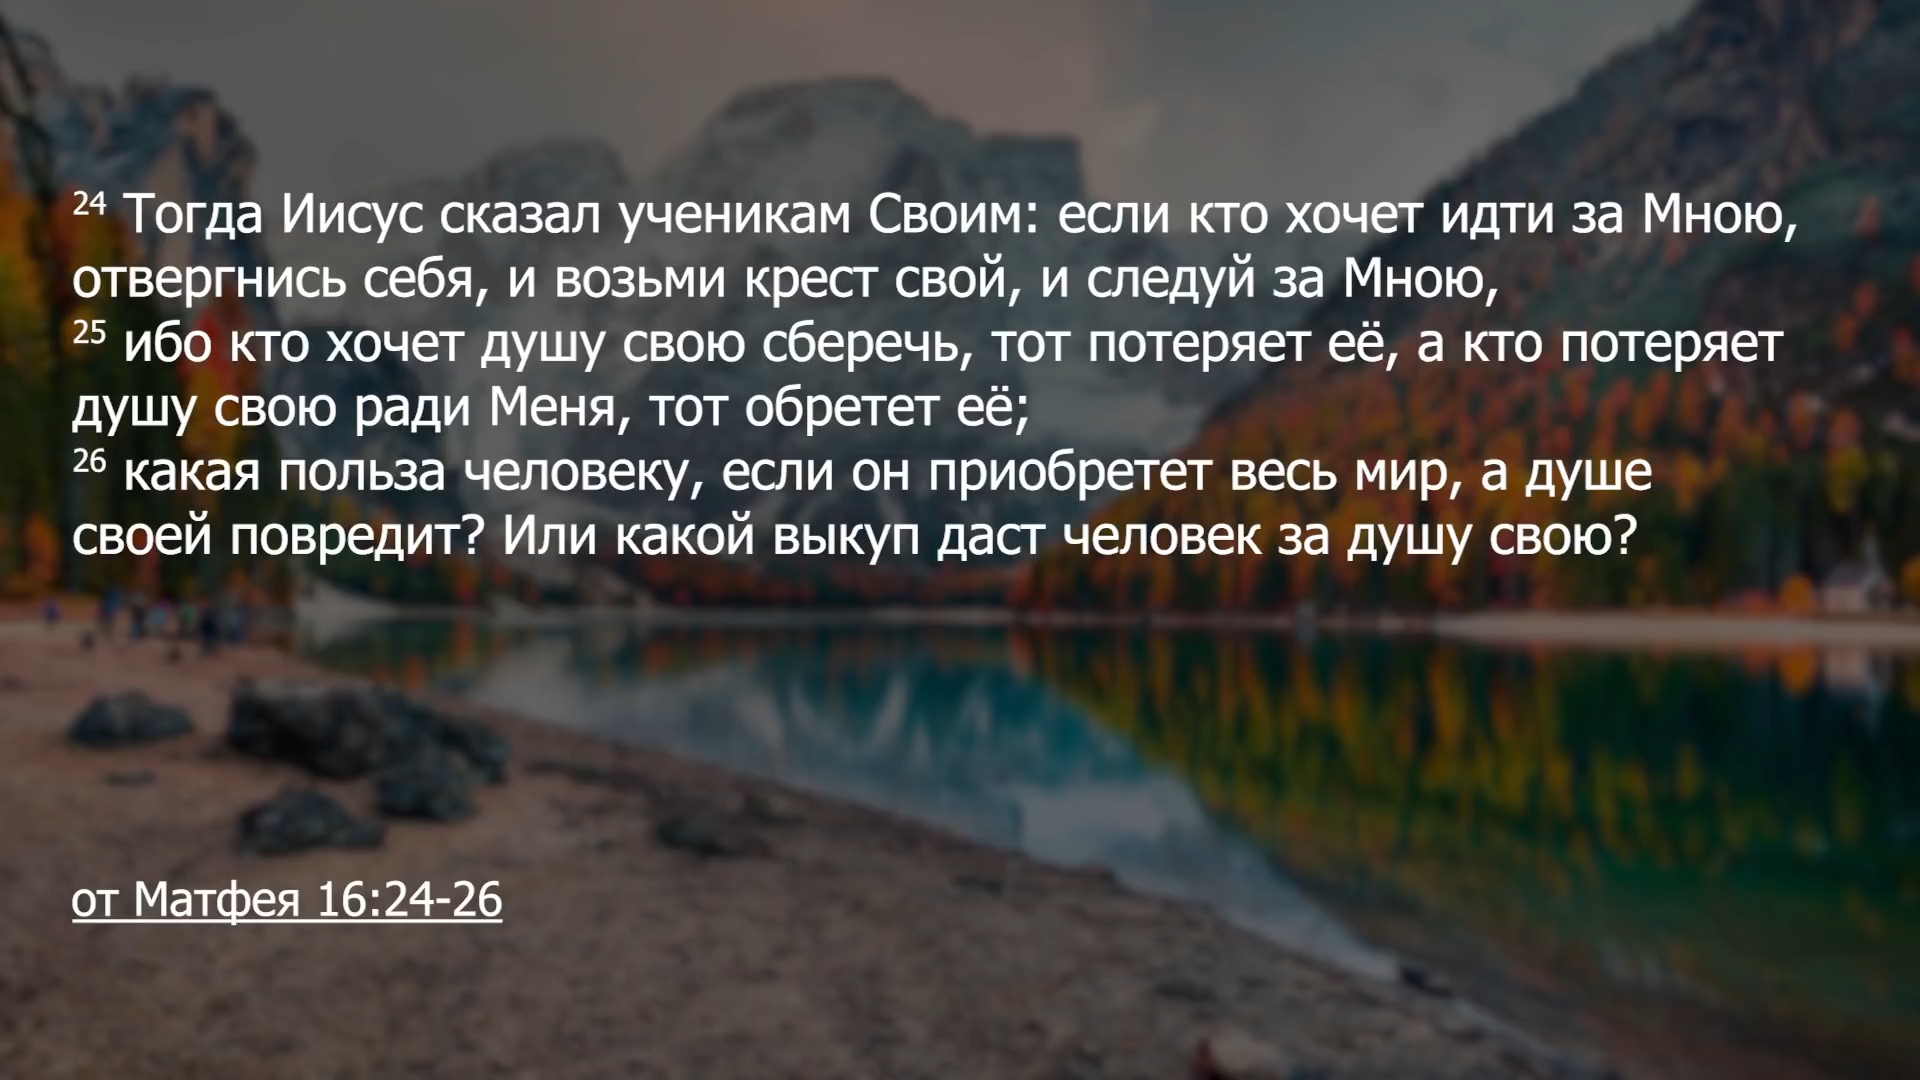 24 Тогда Иисус сказал ученикам Своим: если кто хочет идти за Мною,
отвергнись себя, и возьми крест свой, и следуй за Мною,
25 ибо кто хочет душу свою сберечь, тот потеряет её, а кто потеряет
душу свою ради Меня, тот обретет её;
26 какая польза человеку, если он приобретет весь мир, а душе
своей повредит? Или какой выкуп даст человек за душу свою?
от Матфея 16:24-26